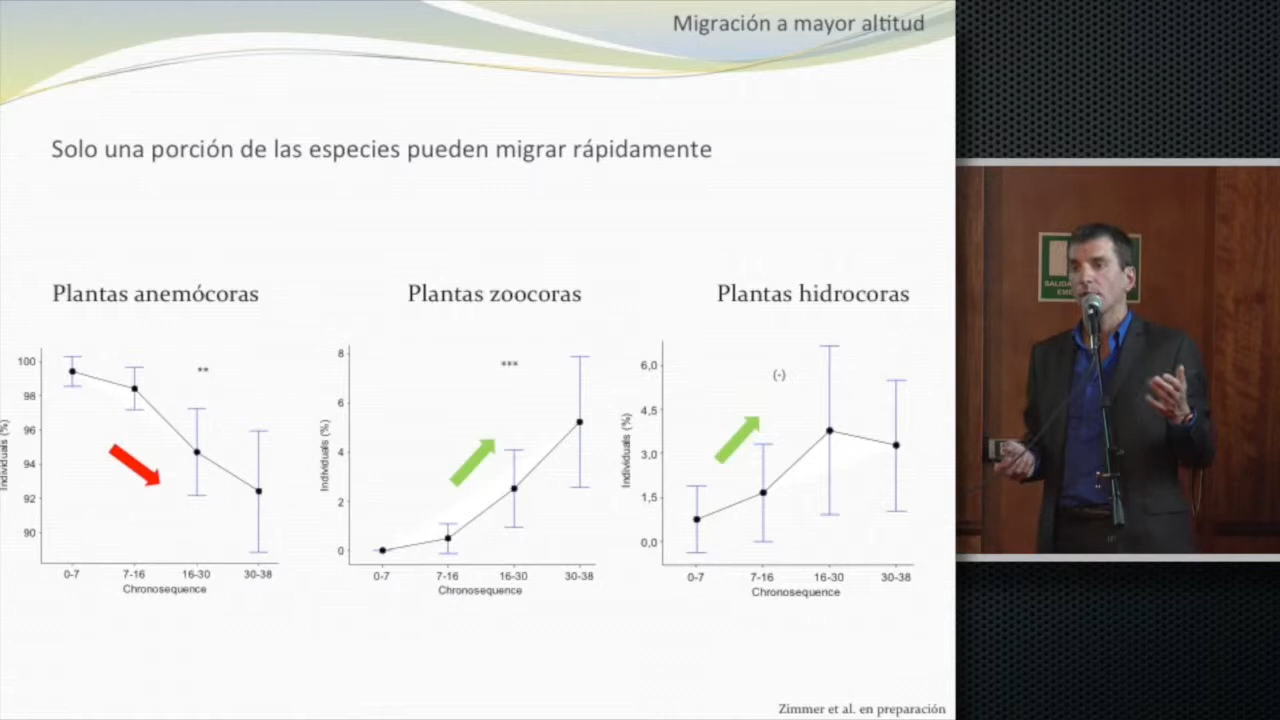 Migración a mayor altitud
Solo una porción de las especies pueden migrar rápidamente
Plantas anemócoras
Plantas zoocoras
Plantas hidrocoras
100
98
96
94
92
90
Individuals (%)
**
0-7
7-16
16-30
30-38
Chronosequence
8
6
4
2
0
Individuals (%)
***
0-7
7-16
16-30
30-38
Chronosequence
6,0
4,5
3,0
1,5
0,0
Individuals (%)
(-)
0-7
7-16
16-30
30-38
Chronosequence
Zimmer et al. en preparación
SALIDA